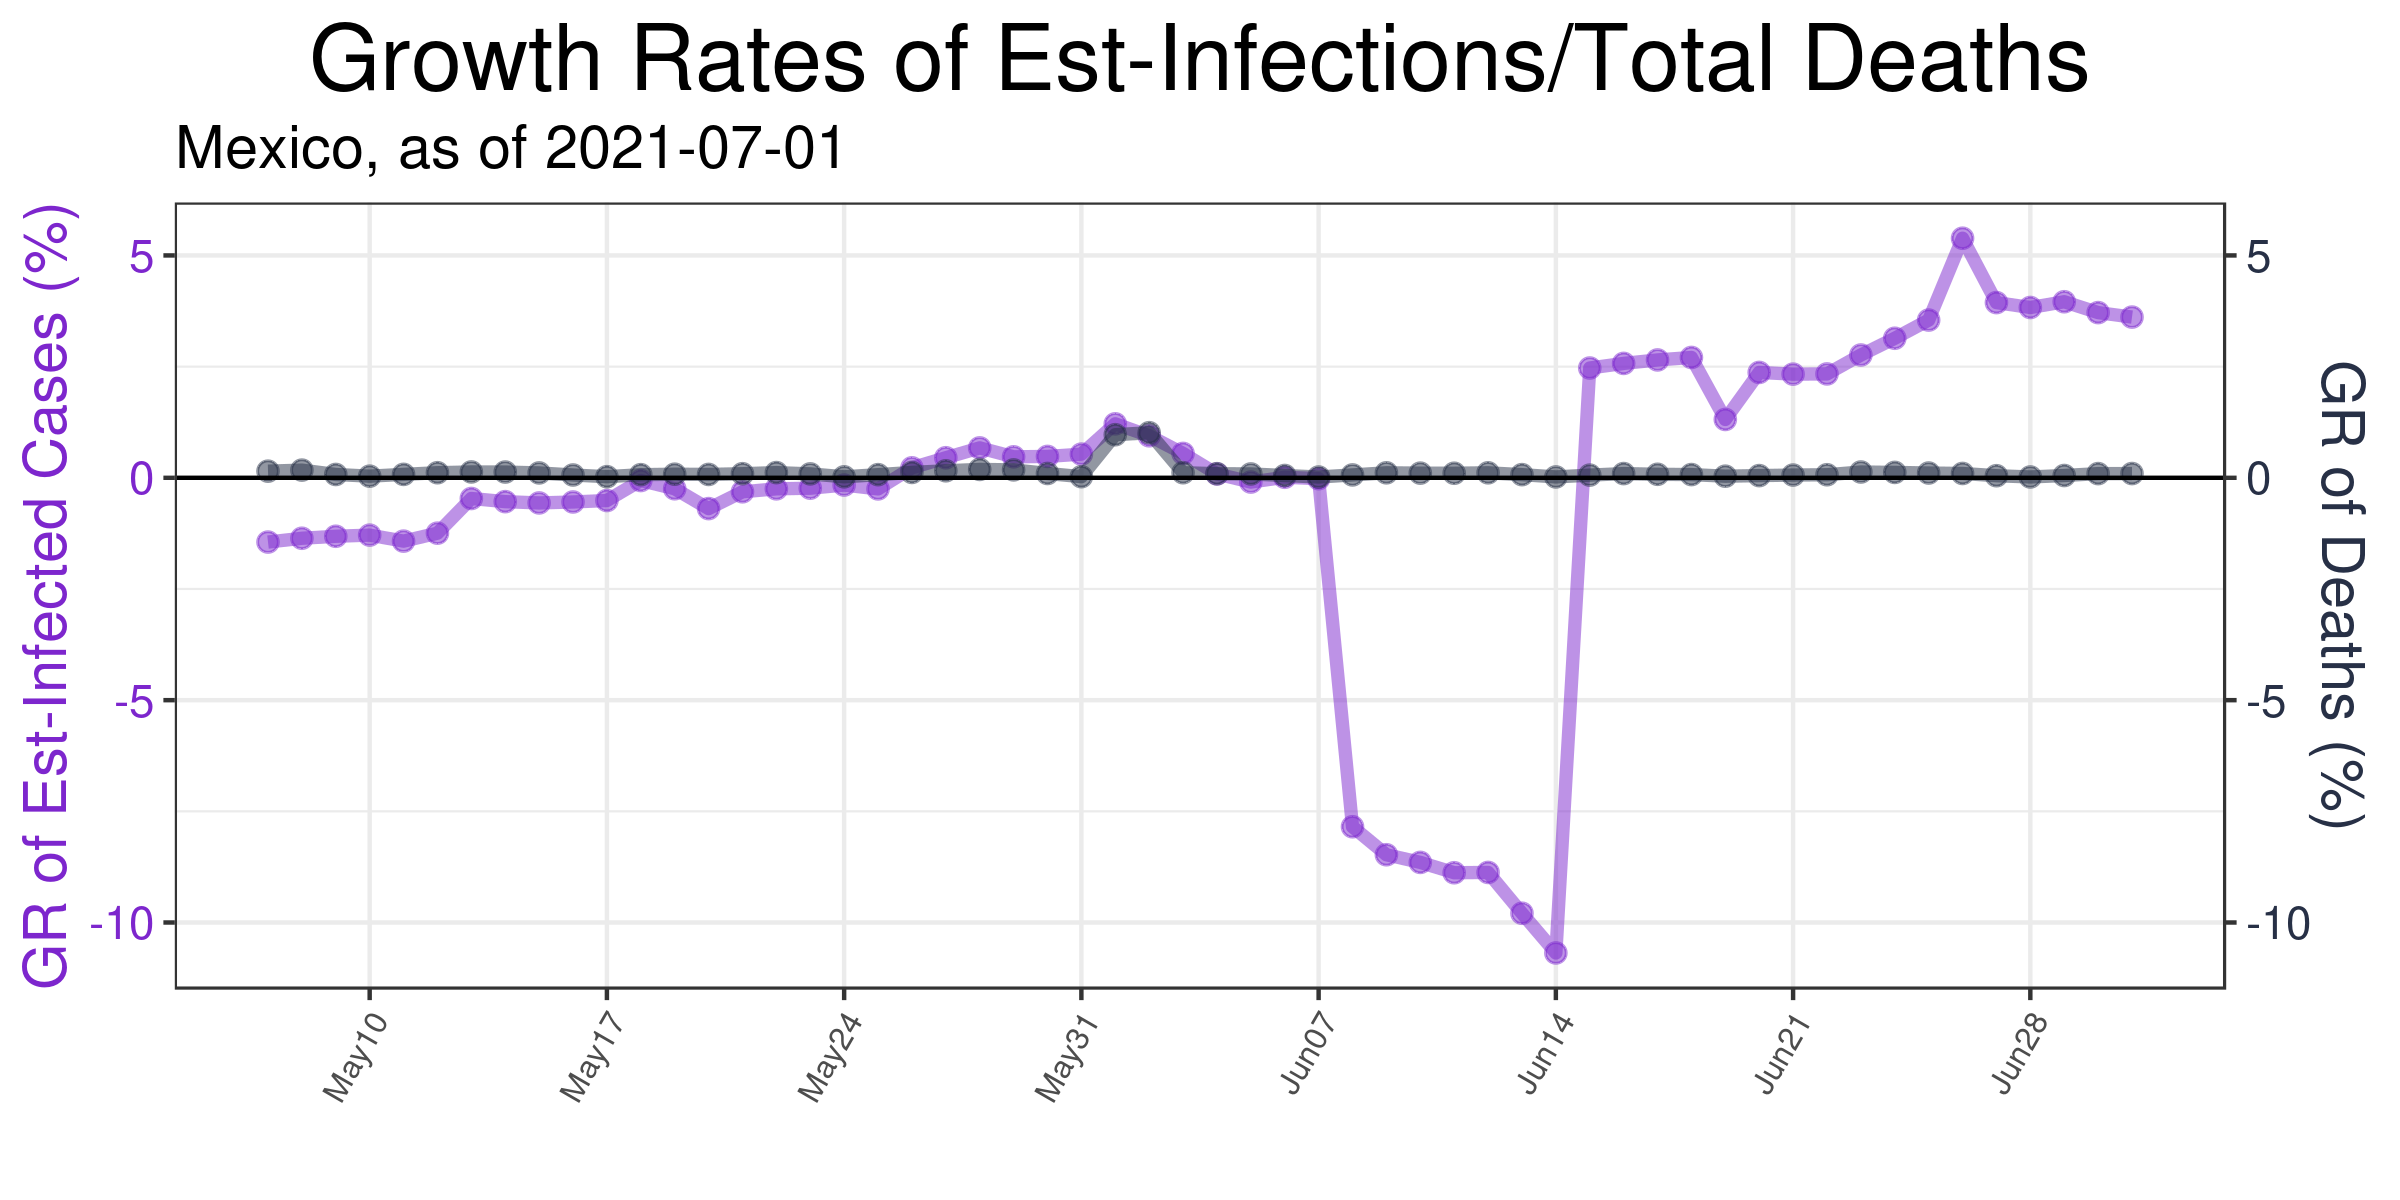 Growth Rates of Est-Infections/Total Deaths
Mexico, as of 2021-07-01
GR of Est-Infected Cases (%)
5
0
-5
-10
5
0
-5
-10
GR of Deaths (%)
May10
May17
May24
May31
Jun07
Jun14
Jun21
Jun28